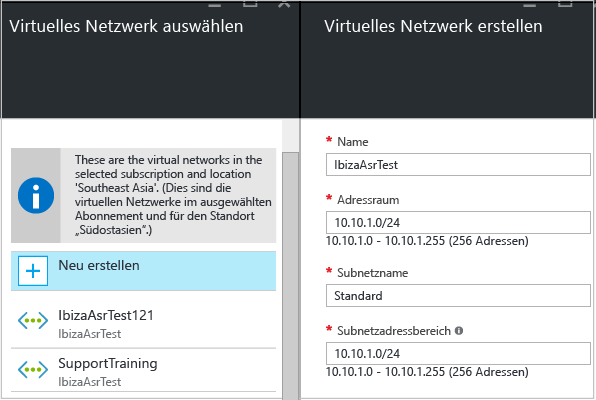 Virtuelles Netzwerk auswählen
These are the virtual networks in the
selected subscription and location
'Southeast Asia'. (Dies sind die
virtuellen Netzwerke im ausgewählten
Abonnement und für den Standort
„Südostasien“.)
Neu erstellen
IbizaAsrTest121
IbizaAsrTest
SupportTraining
IbizaAsrTest
Virtuelles Netzwerk erstellen
* Name
IbizaAsrTest
* Adressraum
10.10.1.0/24
10.10.1.0 - 10.10.1.255 (256 Adressen)
* Subnetzname
Standard
* Subnetzadressbereich
10.10.1.0/24
10.10.1.0 - 10.10.1.255 (256 Adressen)